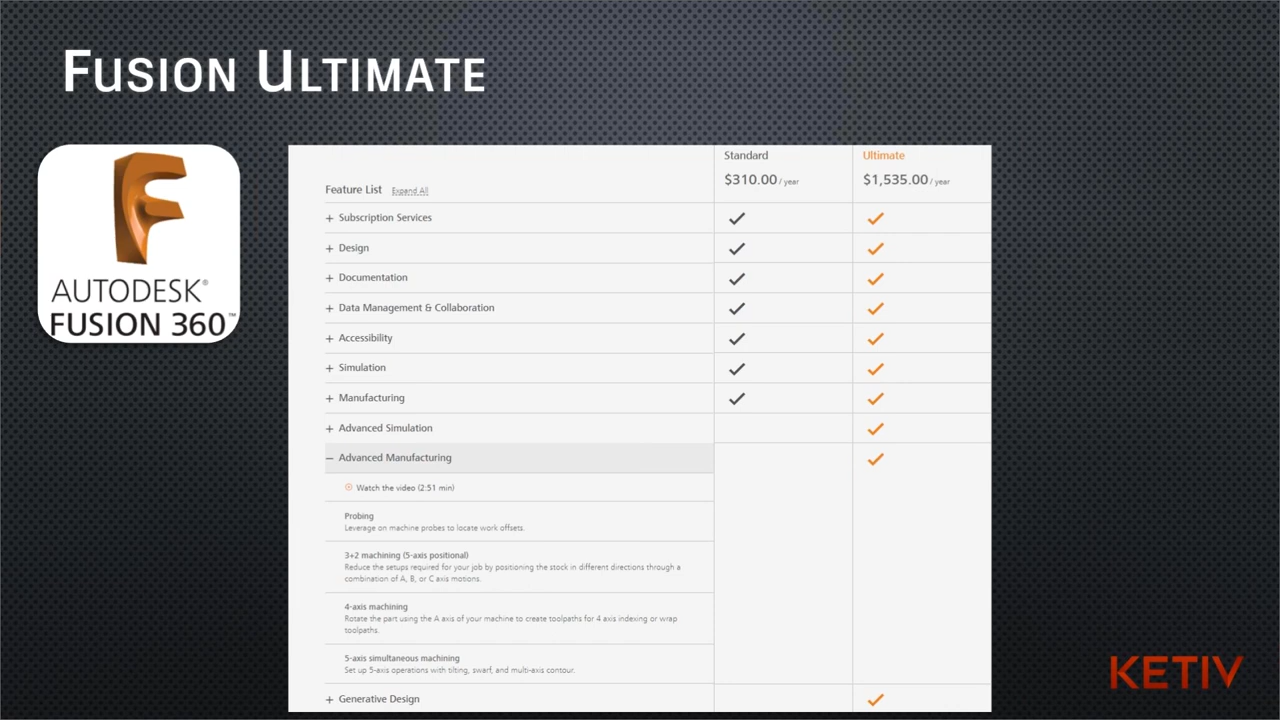 FUSION ULTIMATE
AUTODESK®
FUSION 360™
Standard
Ultimate
$310.00 / year
$1,535.00 / year
Feature List Expand All
+ Subscription Services
+ Design
+ Documentation
+ Data Management & Collaboration
+ Accessibility
+ Simulation
+ Manufacturing
+ Advanced Simulation
– Advanced Manufacturing
Watch the video (2:51 min)
Probing
Leverage on machine probes to locate work offsets.
3+2 machining (5-axis positional)
Reduce the setups required for your job by positioning the stock in different directions through a
combination of A, B, or C axis motions.
4-axis machining
Rotate the part using the A axis of your machine to create toolpaths for 4 axis indexing or wrap
toolpaths.
5-axis simultaneous machining
Set up 5-axis operations with tilting, swarf, and multi-axis contour.
+ Generative Design
KETIV